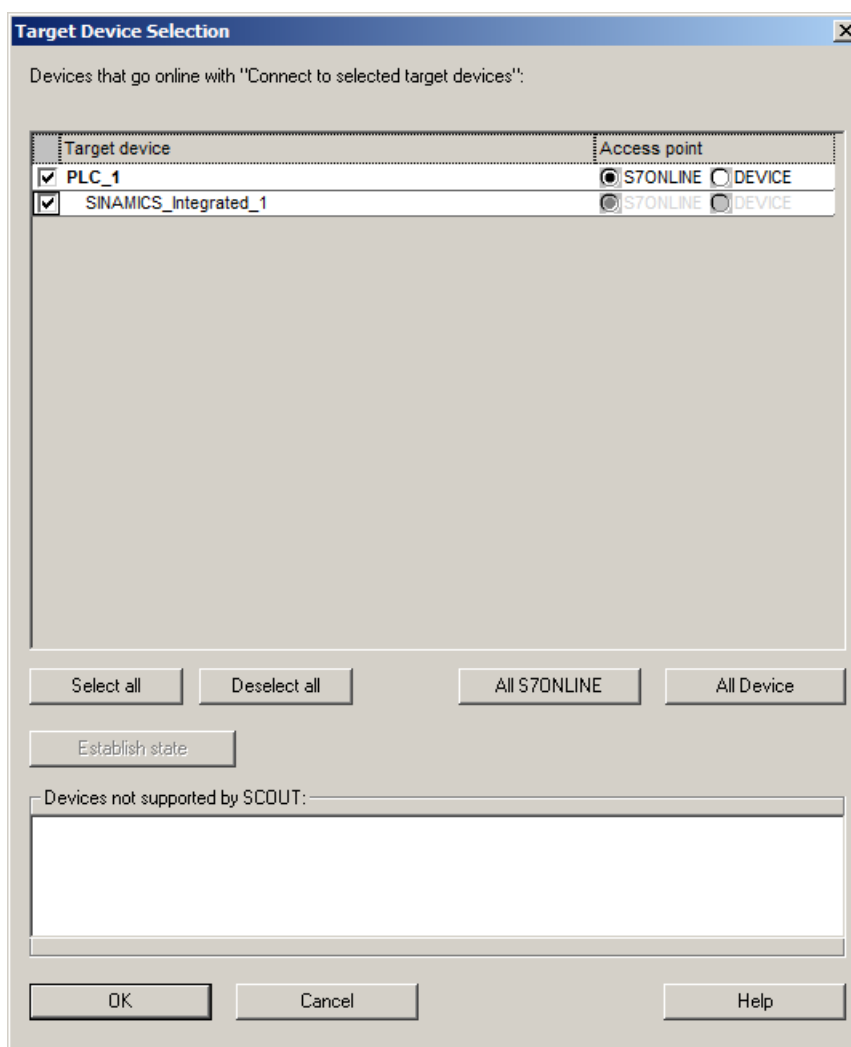 Target Device Selection
Devices that go online with "Connect to selected target devices":
Target device Access point
PLC_1 S7ONLINE DEVICE
SINAMICS_Integrated_1 S7ONLINE DEVICE
Select all Deselect all All S7ONLINE All Device
Establish state
Devices not supported by SCOUT:
OK Cancel Help